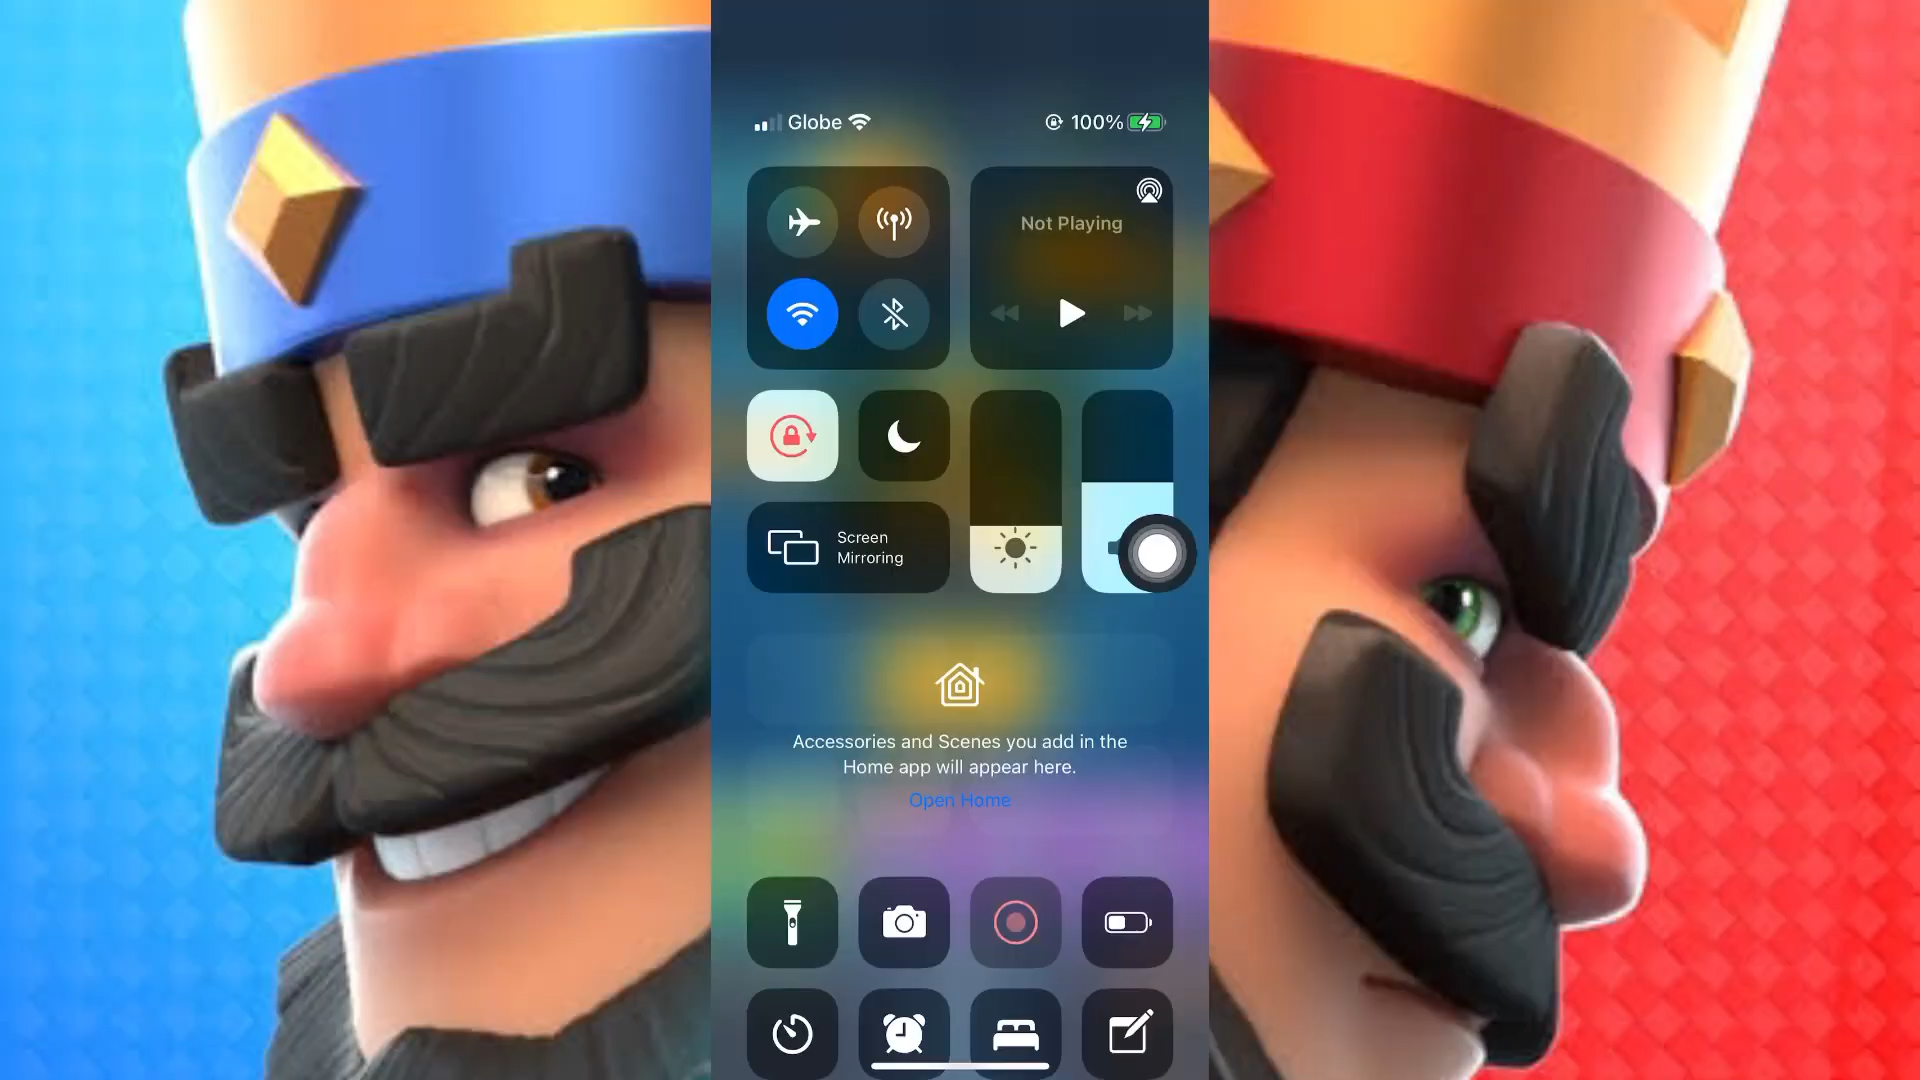 Globe
100%
Not Playing
Screen
Mirroring
Accessories and Scenes you add in the
Home app will appear here.
Open Home